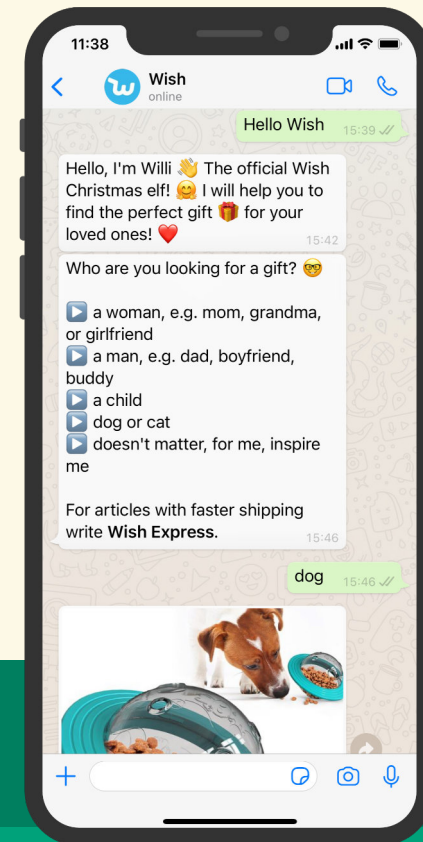 11:38
Wish
online
Hello Wish 15:39
Hello, I'm Willi 👋 The official Wish
Christmas elf! 🤗 I will help you to
find the perfect gift 🎁 for your
loved ones! ❤️
15:42
Who are you looking for a gift? 🤓
▶️ a woman, e.g. mom, grandma,
or girlfriend
▶️ a man, e.g. dad, boyfriend,
buddy
▶️ a child
▶️ dog or cat
▶️ doesn't matter, for me, inspire
me
For articles with faster shipping
write Wish Express.
15:46
dog 15:46